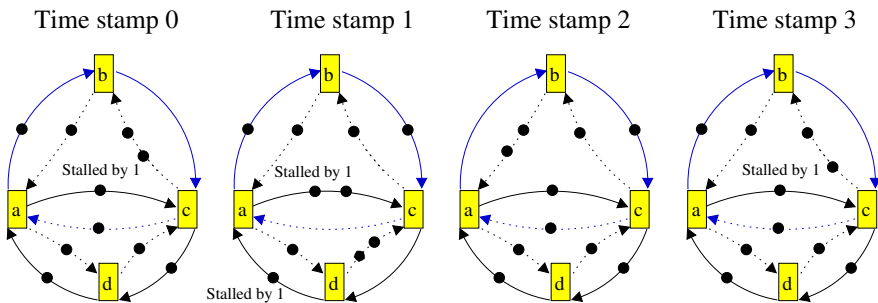 Time stamp 0
Time stamp 1
Time stamp 2
Time stamp 3
b
b
b
b
Stalled by 1
Stalled by 1
Stalled by 1
a
c
a
c
a
c
a
c
d
d
d
d
Stalled by 1